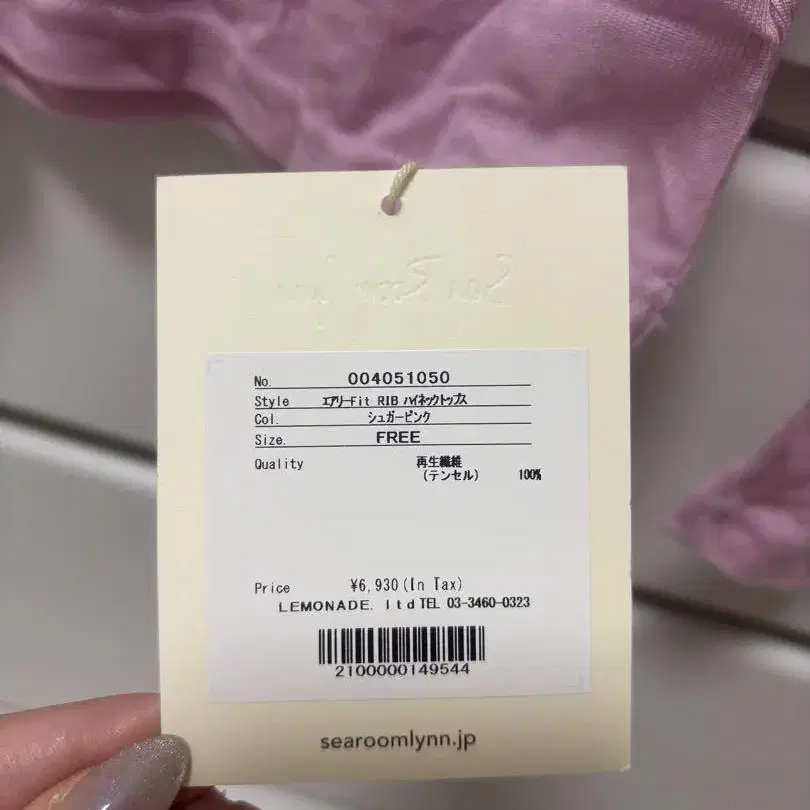 No. 004051050
Style エアリーFit RIB ハイネックトップス
Col. シュガーピンク
Size. FREE
Quality 再生繊維
(テンセル) 100%
Price ¥6,930(In Tax)
LEMONADE. ltd TEL 03-3460-0323
2100000149544
searoomlynn.jp